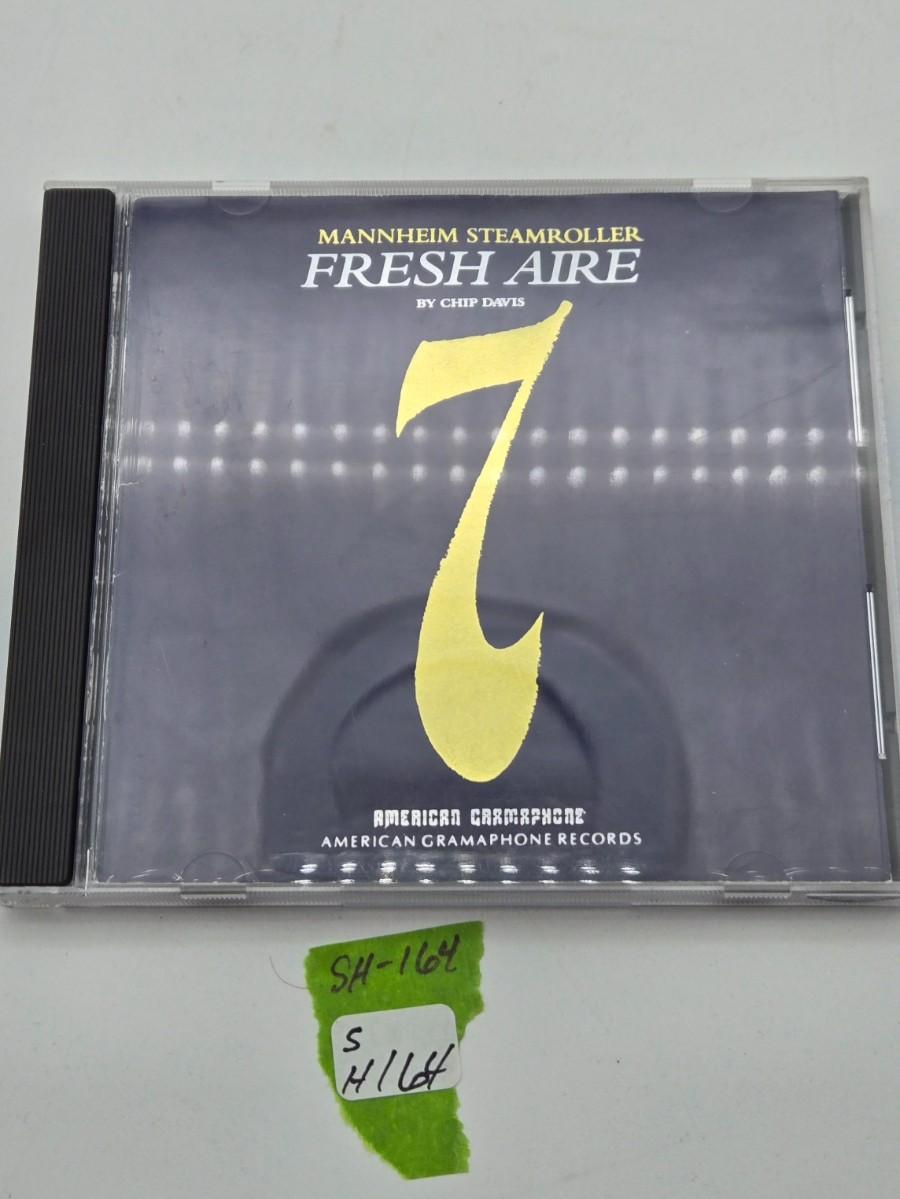 MANNHEIM STEAMROLLER
FRESH AIRE
BY CHIP DAVIS
7
AMERICAN GRAMAPHONE
AMERICAN GRAMAPHONE RECORDS
SH-164
S
H164